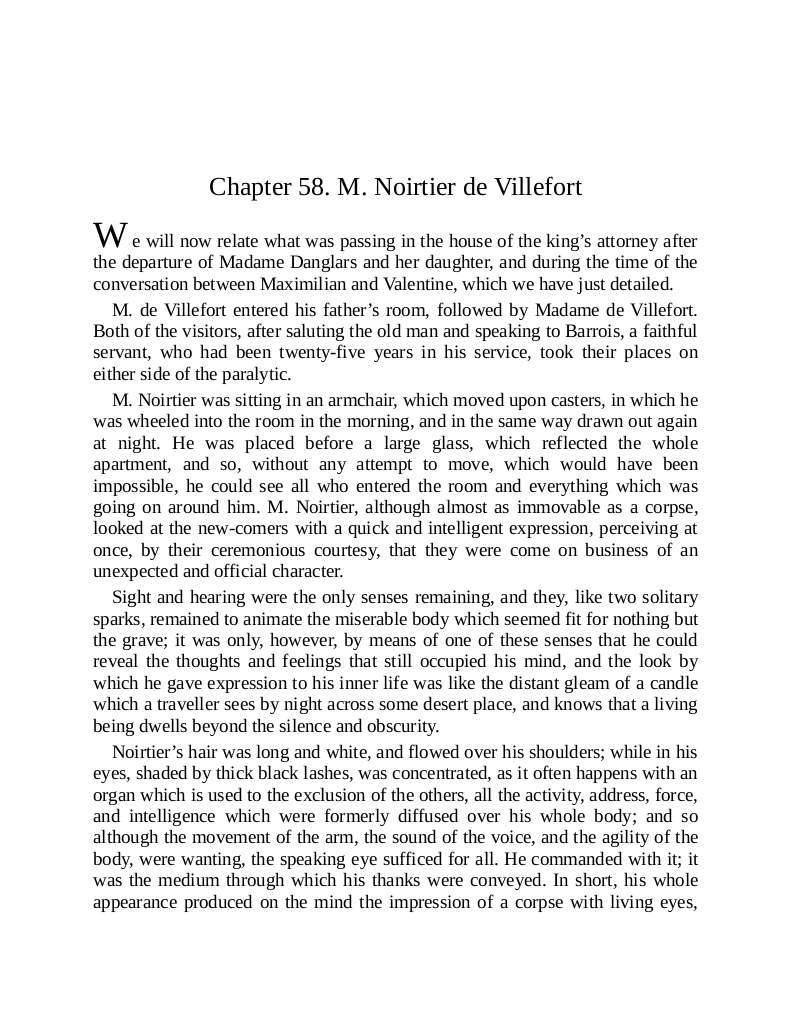 Chapter 58. M. Noirtier de Villefort
We will now relate what was passing in the house of the king’s attorney after
the departure of Madame Danglars and her daughter, and during the time of the
conversation between Maximilian and Valentine, which we have just detailed.
M. de Villefort entered his father’s room, followed by Madame de Villefort.
Both of the visitors, after saluting the old man and speaking to Barrois, a faithful
servant, who had been twenty-five years in his service, took their places on
either side of the paralytic.
M. Noirtier was sitting in an armchair, which moved upon casters, in which he
was wheeled into the room in the morning, and in the same way drawn out again
at night. He was placed before a large glass, which reflected the whole
apartment, and so, without any attempt to move, which would have been
impossible, he could see all who entered the room and everything which was
going on around him. M. Noirtier, although almost as immovable as a corpse,
looked at the new-comers with a quick and intelligent expression, perceiving at
once, by their ceremonious courtesy, that they were come on business of an
unexpected and official character.
Sight and hearing were the only senses remaining, and they, like two solitary
sparks, remained to animate the miserable body which seemed fit for nothing but
the grave; it was only, however, by means of one of these senses that he could
reveal the thoughts and feelings that still occupied his mind, and the look by
which he gave expression to his inner life was like the distant gleam of a candle
which a traveller sees by night across some desert place, and knows that a living
being dwells beyond the silence and obscurity.
Noirtier’s hair was long and white, and flowed over his shoulders; while in his
eyes, shaded by thick black lashes, was concentrated, as it often happens with an
organ which is used to the exclusion of the others, all the activity, address, force,
and intelligence which were formerly diffused over his whole body; and so
although the movement of the arm, the sound of the voice, and the agility of the
body, were wanting, the speaking eye sufficed for all. He commanded with it; it
was the medium through which his thanks were conveyed. In short, his whole
appearance produced on the mind the impression of a corpse with living eyes,